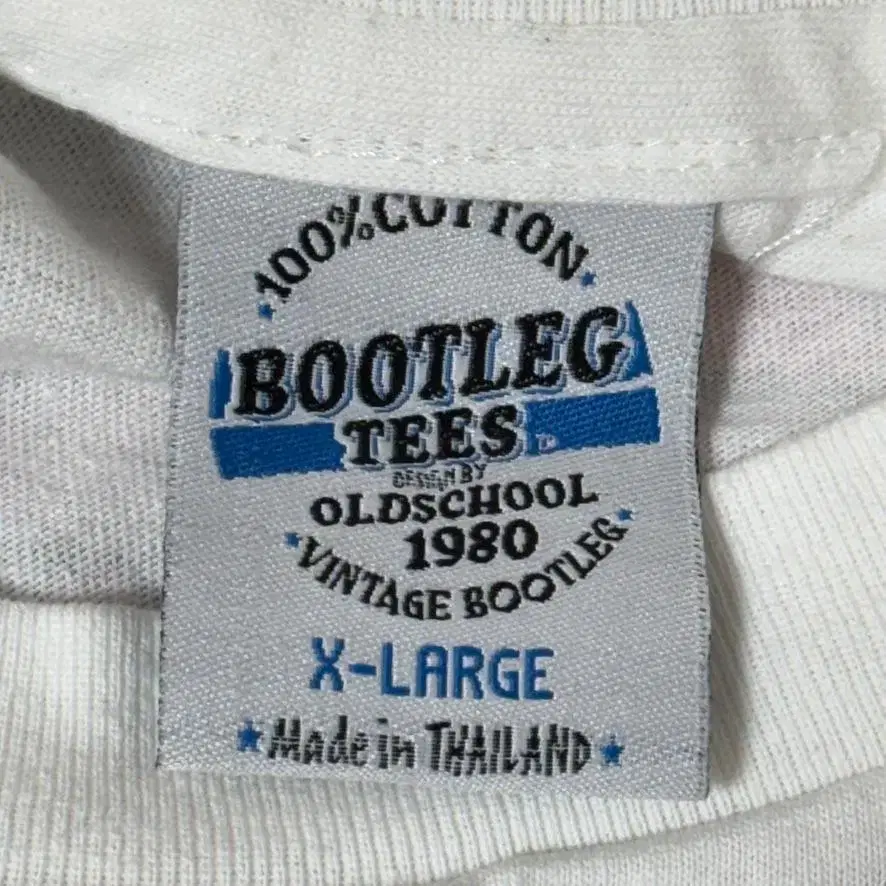 100% COTTON
BOOTLEG
TEES
DESIGN BY
OLDSCHOOL
1980
VINTAGE BOOTLEG
X-LARGE
Made in THAILAND